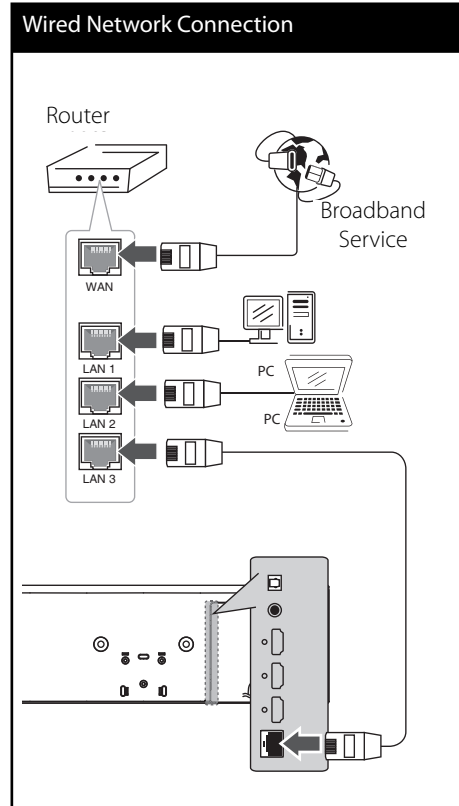 Wired Network Connection
Router
Broadband
Service
WAN
LAN 1
PC
LAN 2
PC
LAN 3